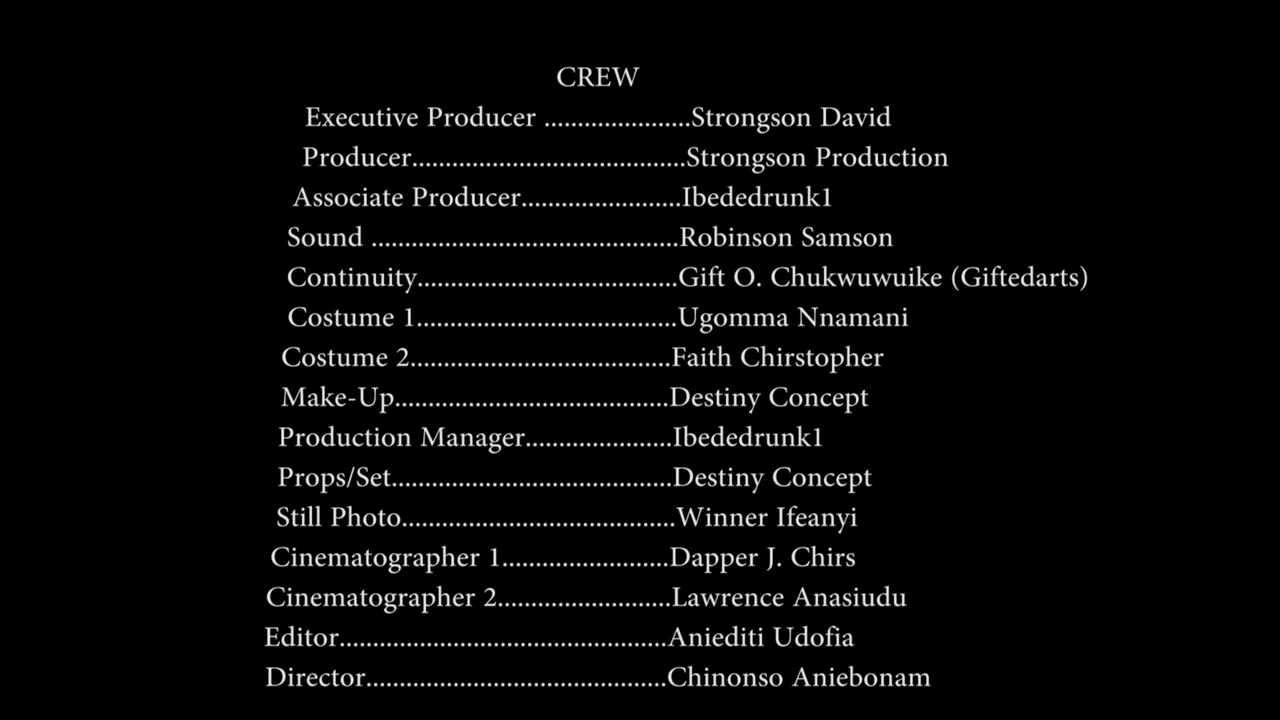 CREW
Executive Producer ......................Strongson David
Producer.........................................Strongson Production
Associate Producer........................Ibededrunk1
Sound ..............................................Robinson Samson
Continuity.......................................Gift O. Chukwuwuike (Giftedarts)
Costume 1.......................................Ugomma Nnamani
Costume 2.......................................Faith Chirstopher
Make-Up.........................................Destiny Concept
Production Manager......................Ibededrunk1
Props/Set..........................................Destiny Concept
Still Photo.........................................Winner Ifeanyi
Cinematographer 1.........................Dapper J. Chirs
Cinematographer 2..........................Lawrence Anasiudu
Editor.................................................Aniediti Udofia
Director.............................................Chinonso Aniebonam